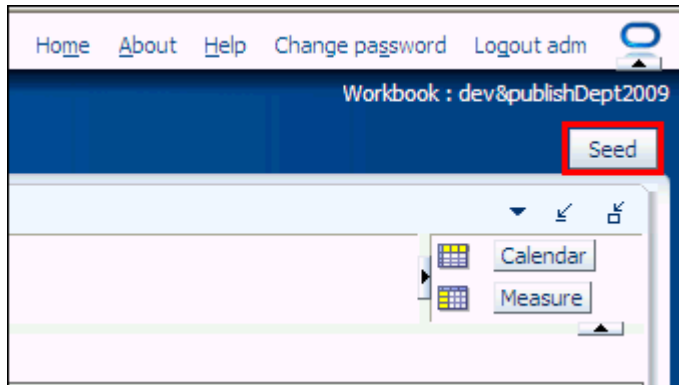 Home About Help Change password Logout adm
Workbook : dev&publishDept2009
Seed
Calendar
Measure